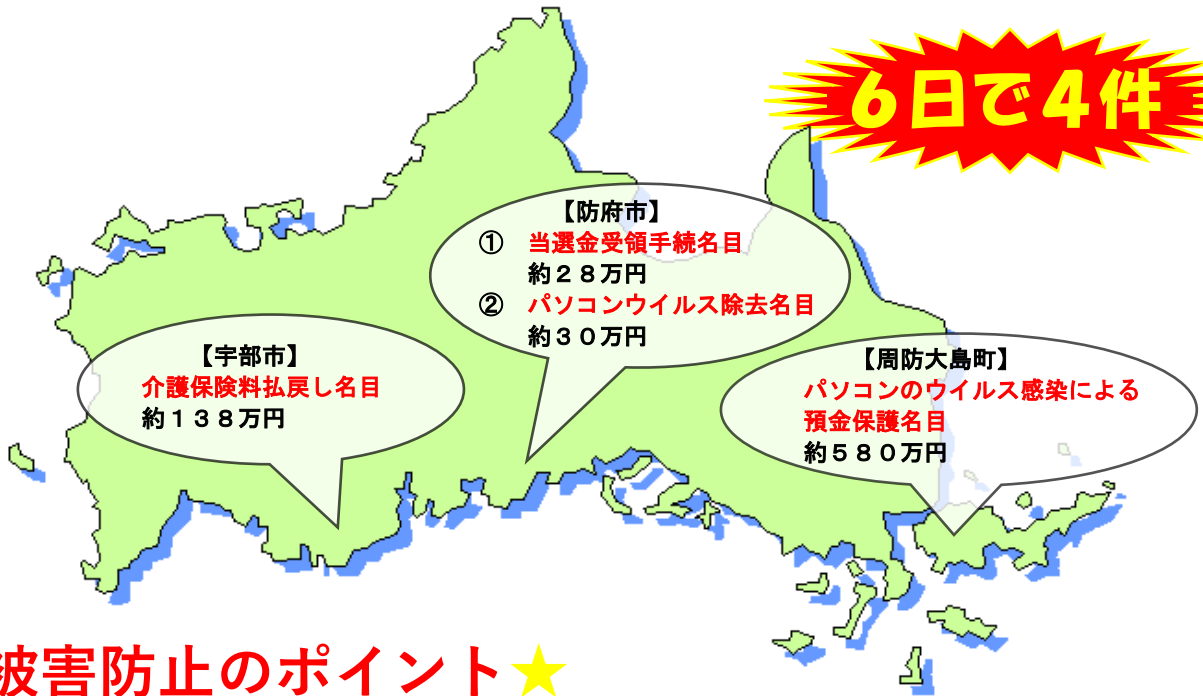 6日で4件
【防府市】
① 当選金受領手続名目
約２８万円
② パソコンウイルス除去名目
約３０万円
【宇部市】
介護保険料払戻し名目
約１３８万円
【周防大島町】
パソコンのウイルス感染による
預金保護名目
約５８０万円
被害防止のポイント★